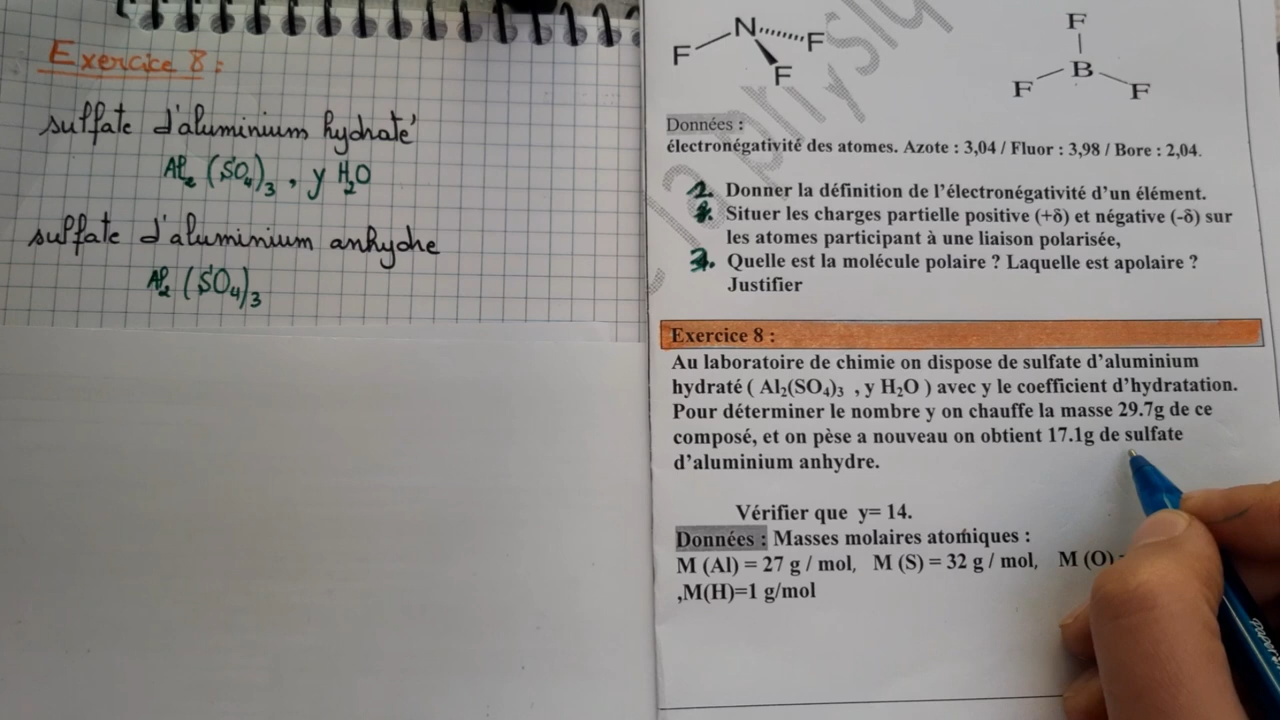 Exercice 8 :
sulfate d'aluminium hydraté
Al₂ (SO₄)₃ , y H₂O
sulfate d'aluminium anhydre
Al₂ (SO₄)₃
N
F
F
F
F
B
F
F
la physiq
Données :
électronégativité des atomes. Azote : 3,04 / Fluor : 3,98 / Bore : 2,04.
2. Donner la définition de l'électronégativité d'un élément.
Situer les charges partielle positive (+δ) et négative (-δ) sur
les atomes participant à une liaison polarisée,
3. Quelle est la molécule polaire ? Laquelle est apolaire ?
Justifier
Exercice 8 :
Au laboratoire de chimie on dispose de sulfate d'aluminium
hydraté ( Al₂(SO₄)₃ , y H₂O ) avec y le coefficient d'hydratation.
Pour déterminer le nombre y on chauffe la masse 29.7g de ce
composé, et on pèse a nouveau on obtient 17.1g de sulfate
d'aluminium anhydre.
Vérifier que y= 14.
Données : Masses molaires atomiques :
M (Al) = 27 g / mol, M (S) = 32 g / mol, M (O)
,M(H)=1 g/mol